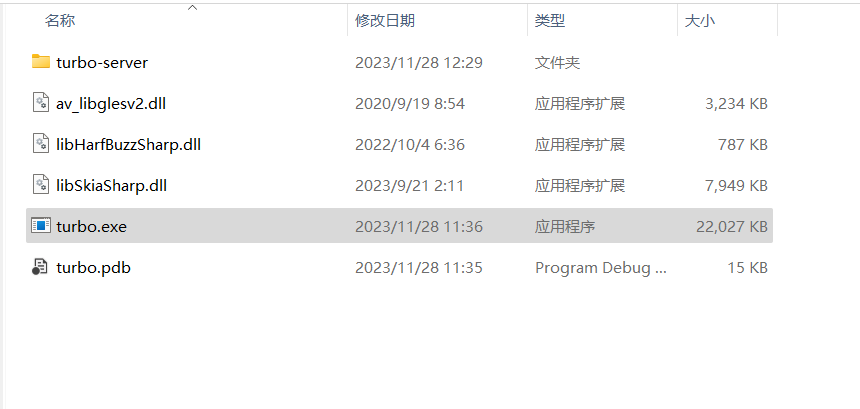 名称 修改日期 类型 大小
turbo-server 2023/11/28 12:29 文件夹
av_libglesv2.dll 2020/9/19 8:54 应用程序扩展 3,234 KB
libHarfBuzzSharp.dll 2022/10/4 6:36 应用程序扩展 787 KB
libSkiaSharp.dll 2023/9/21 2:11 应用程序扩展 7,949 KB
turbo.exe 2023/11/28 11:36 应用程序 22,027 KB
turbo.pdb 2023/11/28 11:35 Program Debug ... 15 KB